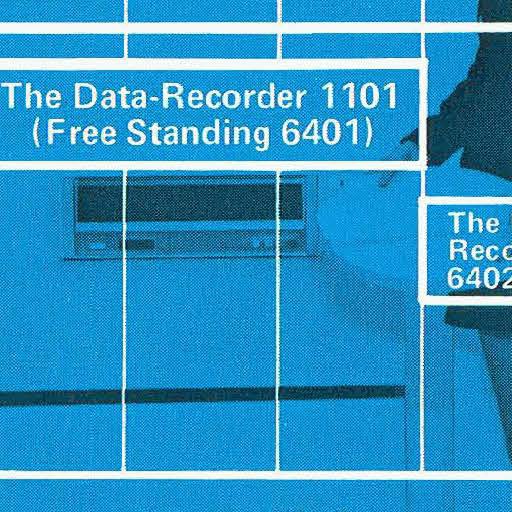 The Data-Recorder 1101
(Free Standing 6401)
The
Reco
6402